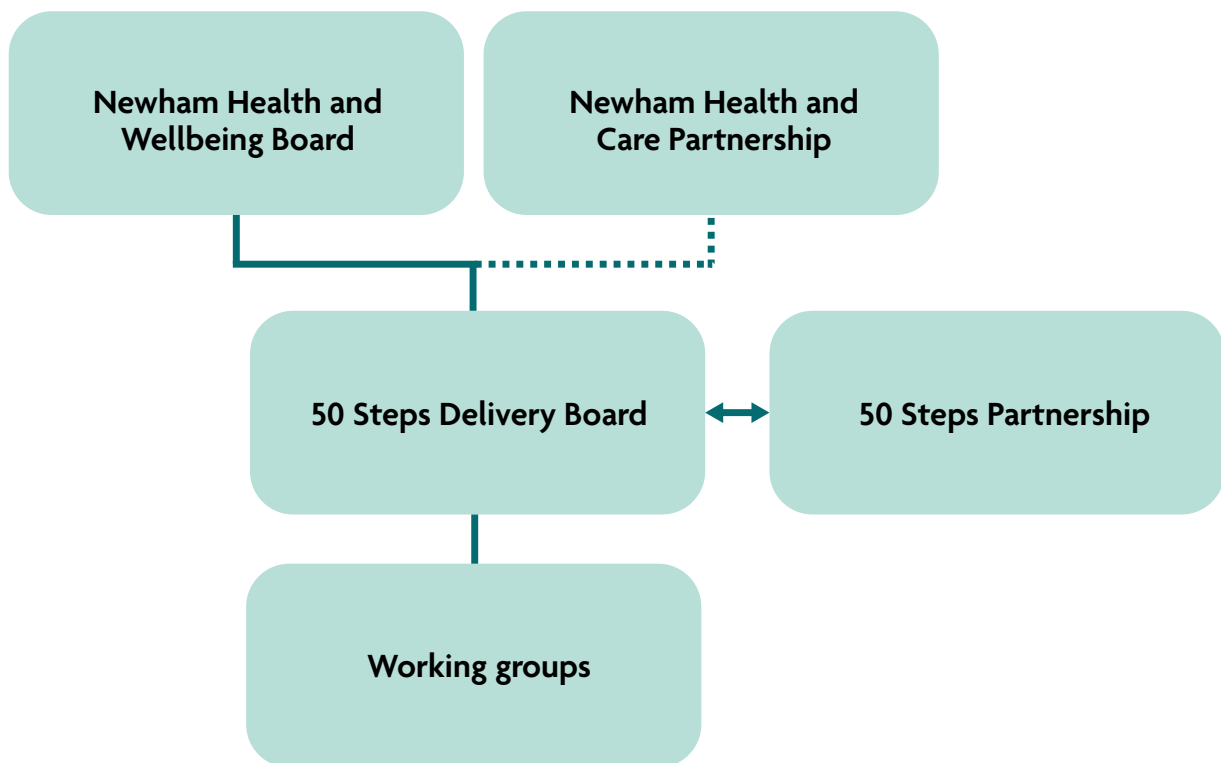 Newham Health and
Wellbeing Board
Newham Health and
Care Partnership
50 Steps Delivery Board
50 Steps Partnership
Working groups